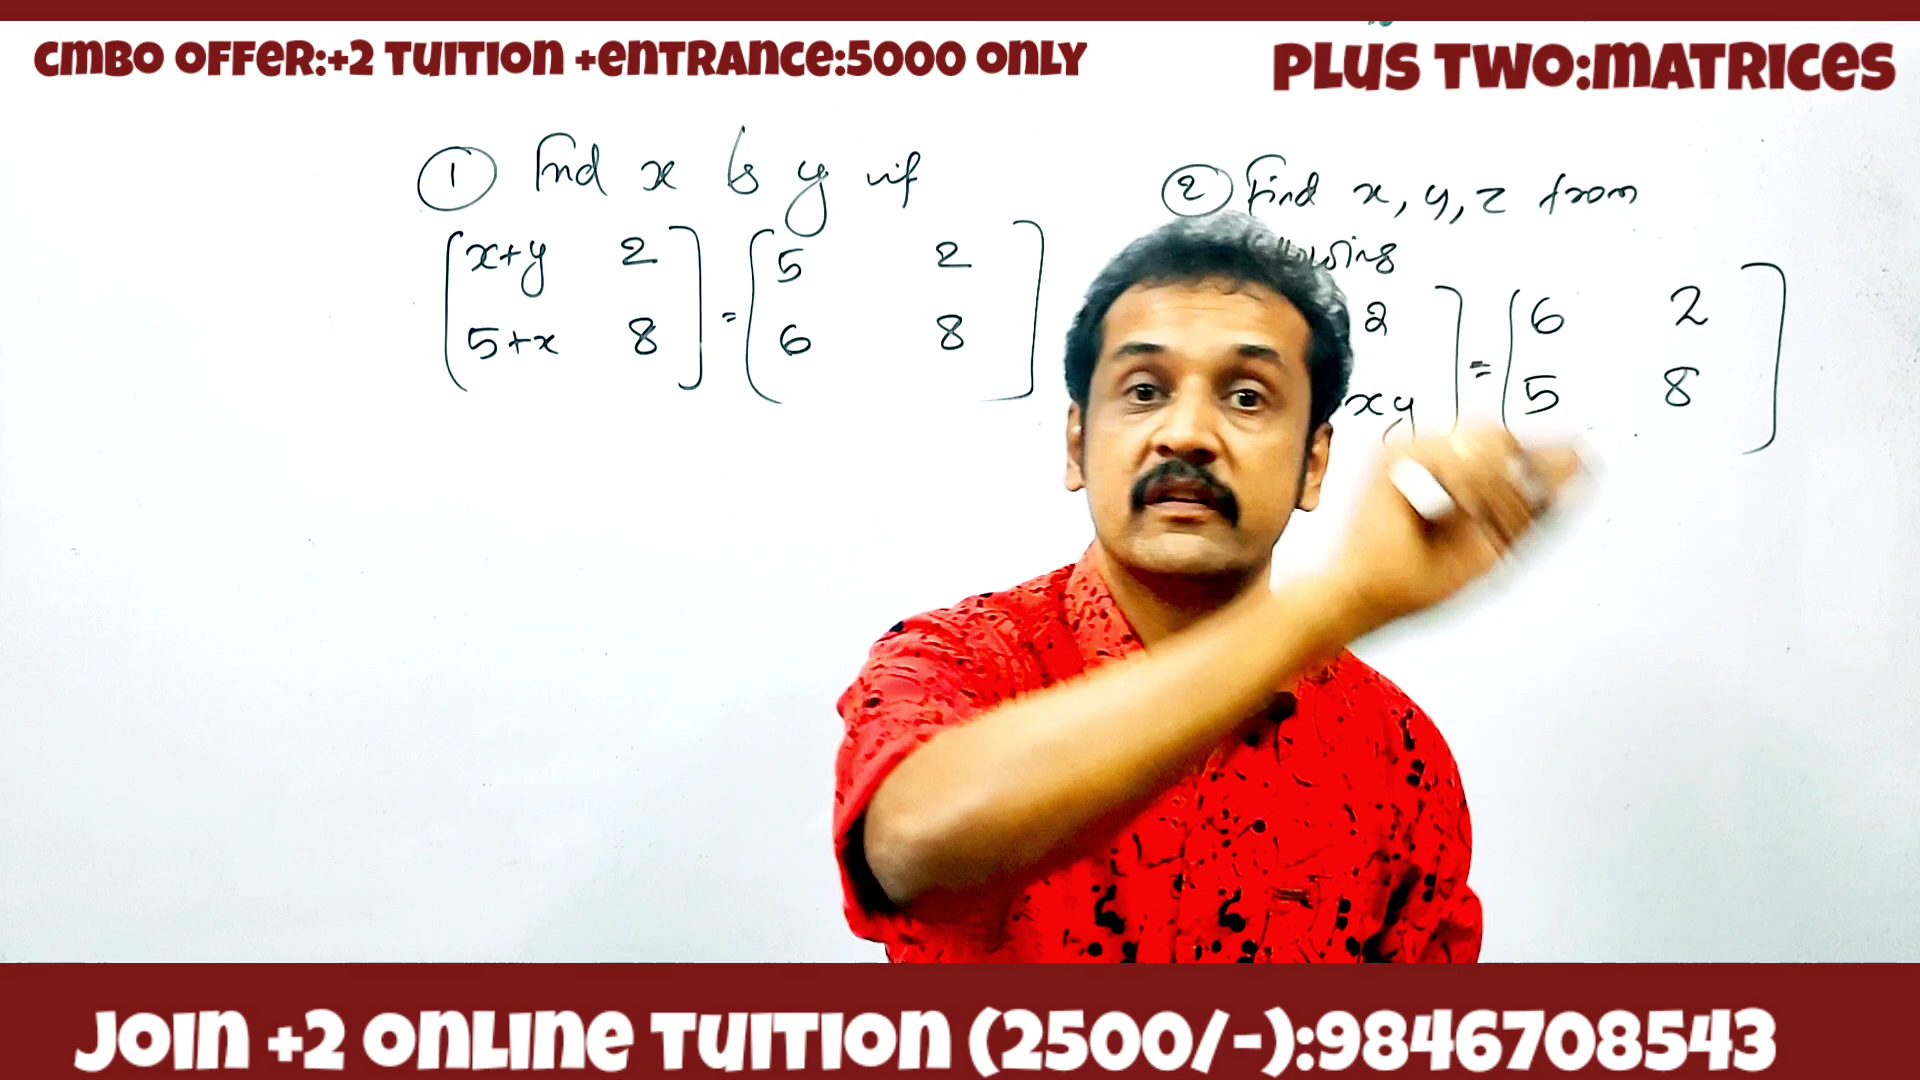 CMBO OFFER:+2 TUITION +ENTRANCE:5000 ONLY
PLUS TWO:MATRICES
① Find x & y if
[x+y 2] = [5 2]
[5+x 8] [6 8]
② Find x, y, z from
2] = [6 2]
xy] [5 8]
JOIN +2 ONLINE TUITION (2500/-):9846708543